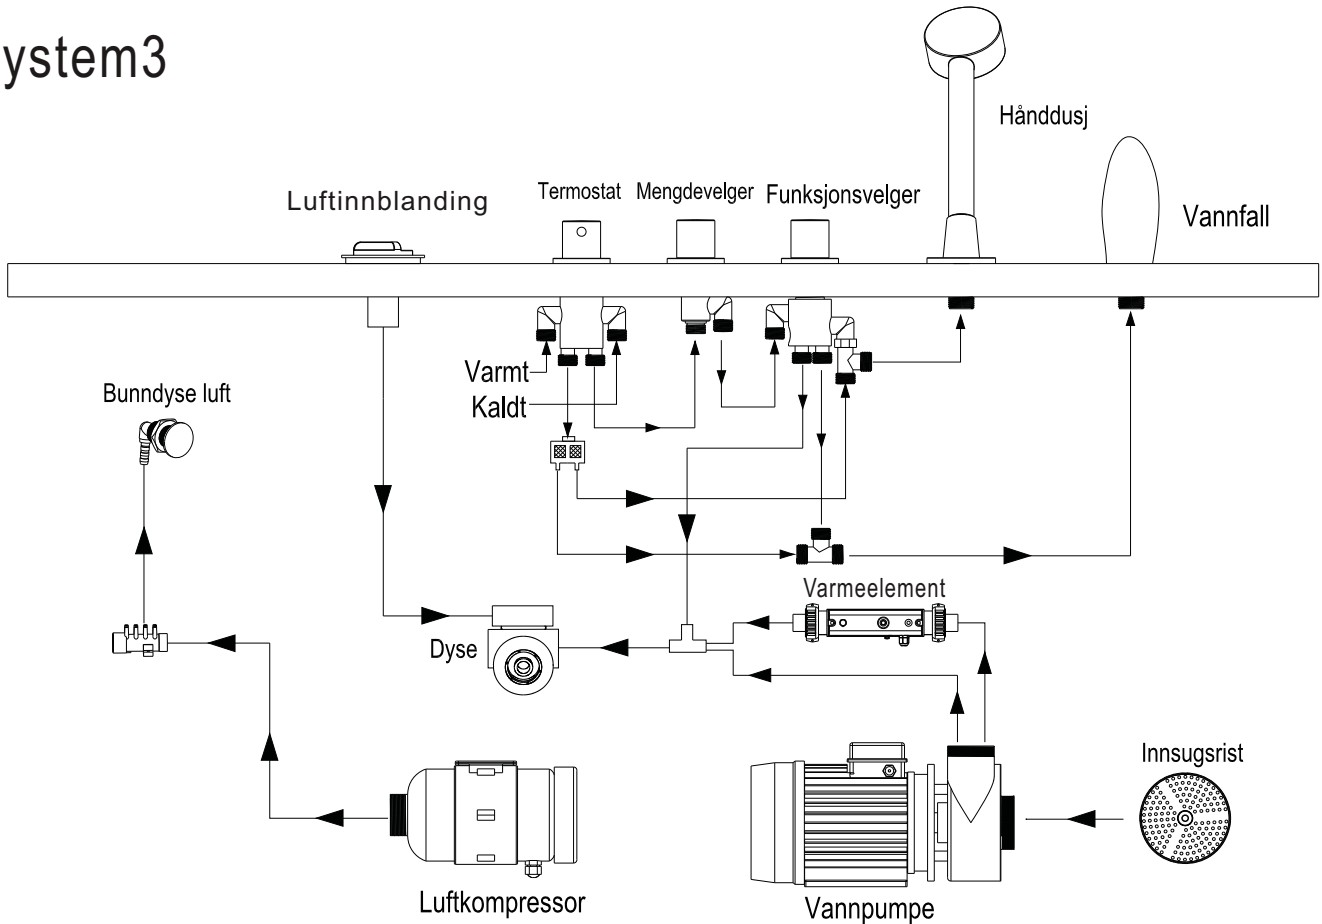 ystem3
Hånddusj
Luftinnblanding
Termostat
Mengdevelger
Funksjonsvelger
Vannfall
Varmt
Kaldt
Bunndyse luft
Varmeelement
Dyse
Innsugsrist
Luftkompressor
Vannpumpe